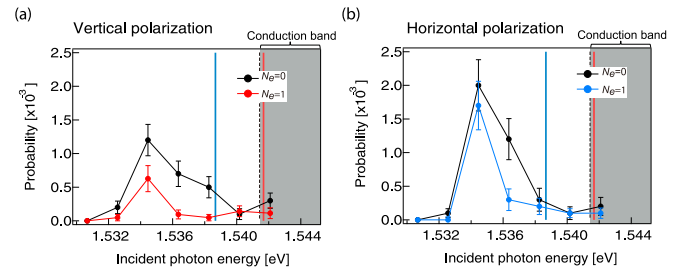 (a)
Vertical polarization
Conduction band
Probability [x10⁻³]
2.5
2.0
1.5
1.0
0.5
0.0
Nₑ=0
Nₑ=1
1.532
1.536
1.540
1.544
Incident photon energy [eV]
(b)
Horizontal polarization
Conduction band
Probability [x10⁻³]
2.5
2.0
1.5
1.0
0.5
0.0
Nₑ=0
Nₑ=1
1.532
1.536
1.540
1.544
Incident photon energy [eV]